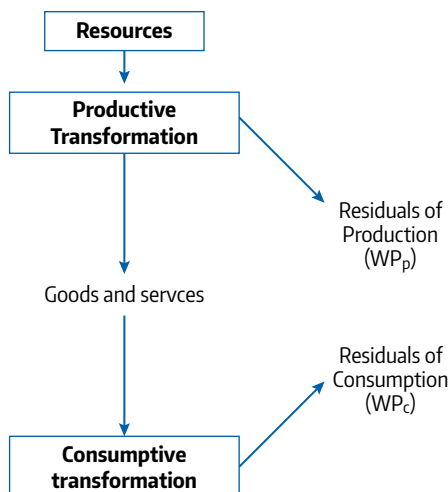 Resources
Productive
Transformation
Residuals of
Production
(WPp)
Goods and servces
Residuals of
Consumption
(WPc)
Consumptive
transformation